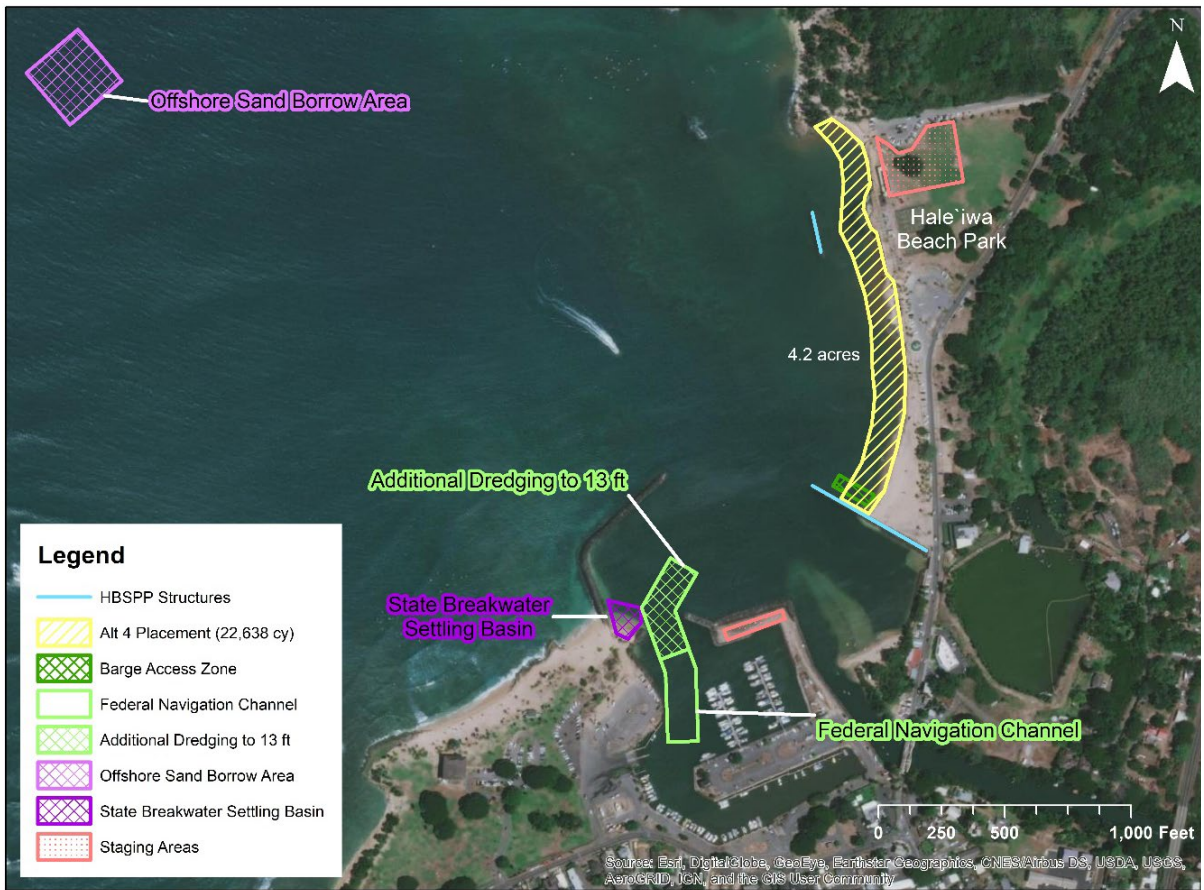 N
Offshore Sand Borrow Area
Hale`iwa
Beach Park
4.2 acres
Additional Dredging to 13 ft
State Breakwater
Settling Basin
Federal Navigation Channel
Legend
HBSPP Structures
Alt 4 Placement (22,638 cy)
Barge Access Zone
Federal Navigation Channel
Additional Dredging to 13 ft
Offshore Sand Borrow Area
State Breakwater Settling Basin
Staging Areas
0 250 500 1,000 Feet
Source: Esri, DigitalGlobe, GeoEye, Earthstar Geographics, CNES/Airbus DS, USDA, USGS,
AeroGRID, IGN, and the GIS User Community